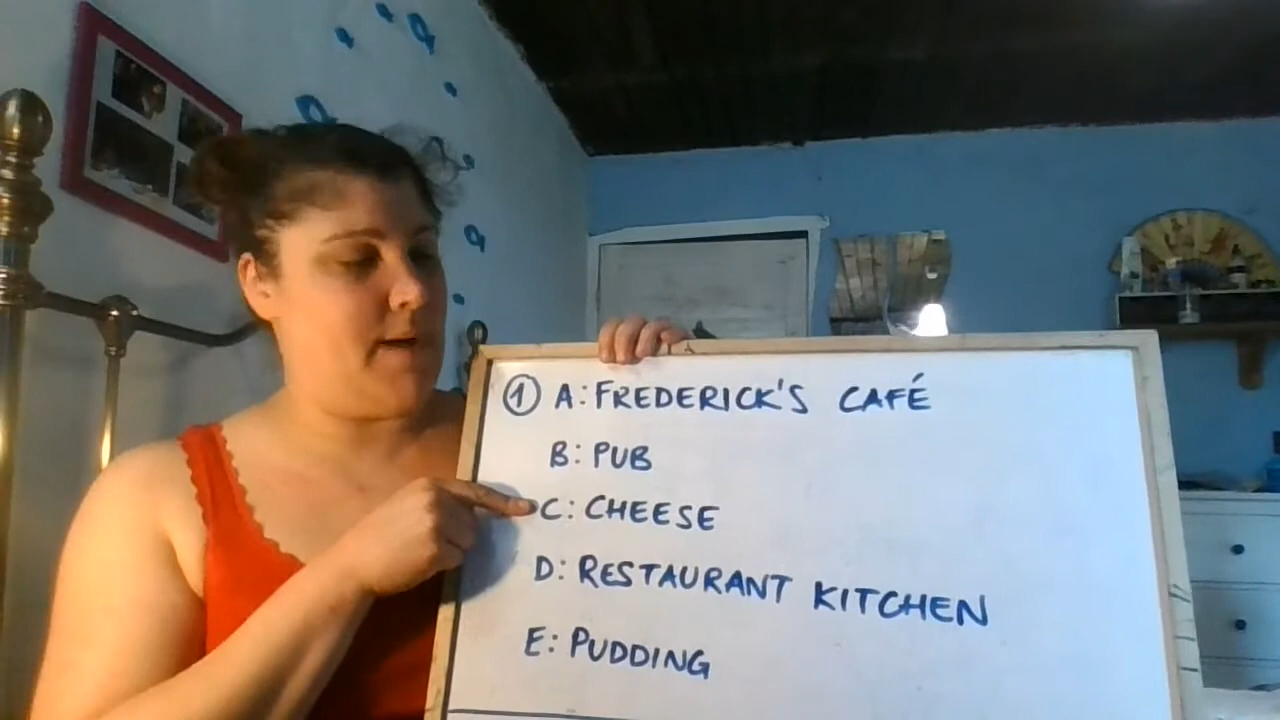 ① A: FREDERICK'S CAFÉ
B: PUB
C: CHEESE
D: RESTAURANT KITCHEN
E: PUDDING